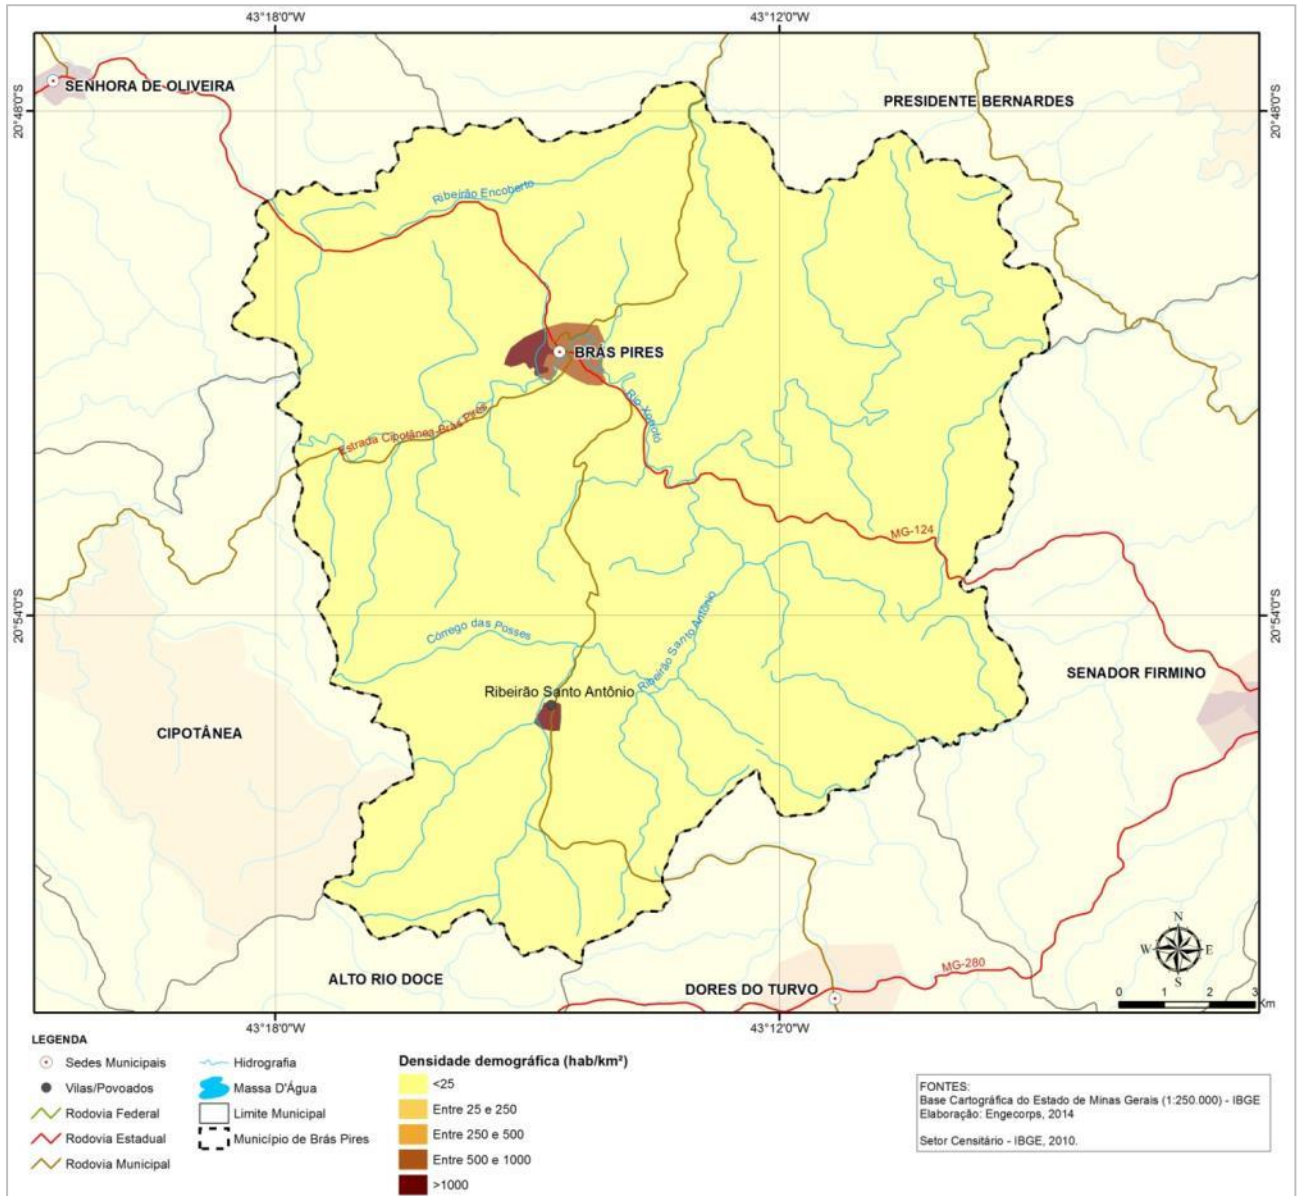 43°18'0"W
43°12'0"W
SENHORA DE OLIVEIRA
PRESIDENTE BERNARDES
20°48'0"S
20°48'0"S
Ribeirão Encoberto
BRÁS PIRES
Rio Xopotó
Estrada Cipotânea-Brás Pires
MG-124
20°54'0"S
20°54'0"S
Córrego das Posses
Ribeirão Santo Antônio
SENADOR FIRMINO
Ribeirão Santo Antônio
CIPOTÂNEA
N
W
E
S
MG-280
ALTO RIO DOCE
DORES DO TURVO
0 1 2 3
Km
43°18'0"W
43°12'0"W
LEGENDA
Sedes Municipais
Vilas/Povoados
Rodovia Federal
Rodovia Estadual
Rodovia Municipal
Hidrografia
Massa D'Água
Limite Municipal
Município de Brás Pires
Densidade demográfica (hab/km²)
<25
Entre 25 e 250
Entre 250 e 500
Entre 500 e 1000
>1000
FONTES:
Base Cartográfica do Estado de Minas Gerais (1:250.000) - IBGE
Elaboração: Engecorps, 2014
Setor Censitário - IBGE, 2010.